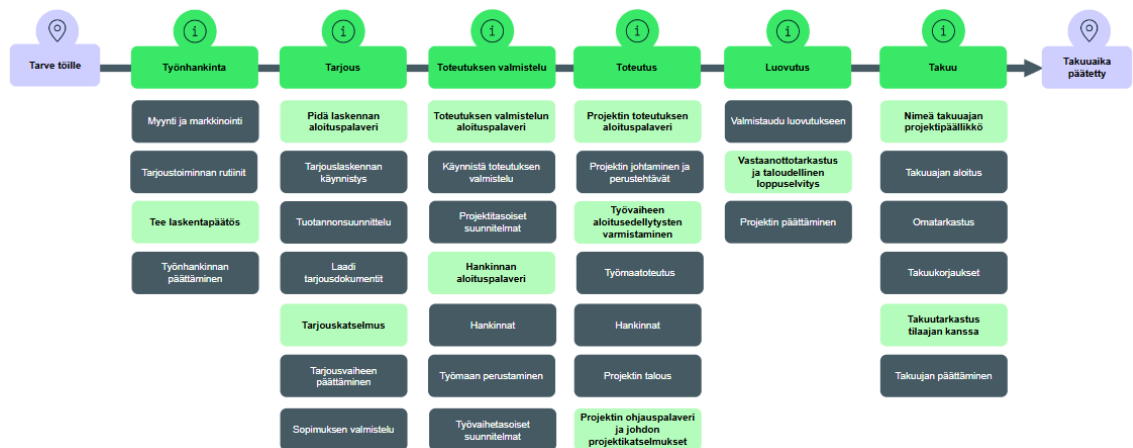 Tarve töille
Työnhankinta
Tarjous
Toteutuksen valmistelu
Toteutus
Luovutus
Takuu
Takuuaika
päätetty
Myynti ja markkinointi
Tarjoustoiminnan rutiinit
Tee laskentapäätös
Työnhankinnan
päättäminen
Pidä laskennan
aloituspalaveri
Tarjouslaskennan
käynnistys
Tuotannonsuunnittelu
Laadi
tarjousdokumentit
Tarjouskatselmus
Tarjousvaiheen
päättäminen
Sopimuksen valmistelu
Toteutuksen valmistelun
aloituspalaveri
Käynnistä toteutuksen
valmistelu
Projektitasoiset
suunnitelmat
Hankinnan
aloituspalaveri
Hankinnat
Työmaan perustaminen
Työvaihetasoiset
suunnitelmat
Projektin toteutuksen
aloituspalaveri
Projektin johtaminen ja
perustehtävät
Työvaiheen
aloitusedellytysten
varmistaminen
Työmaatoteutus
Hankinnat
Projektin talous
Projektin ohjauspalaveri
ja johdon
projektikatselmukset
Valmistaudu luovutukseen
Vastaanottotarkastus
ja taloudellinen
loppuselvitys
Projektin päättäminen
Nimeä takuuajan
projektipäällikkö
Takuuajan aloitus
Omatarkastus
Takuukorjaukset
Takuutarkastus
tilaajan kanssa
Takuujan päättäminen